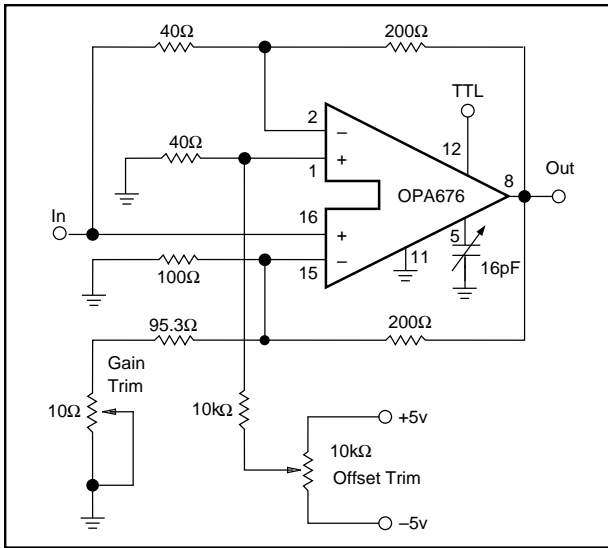 40Ω 200Ω
TTL
2
–
12
40Ω
+
1
Out
8
OPA676
In
16
+
5
–
15
11
16pF
100Ω
95.3Ω 200Ω
Gain
Trim
10Ω
10kΩ
+5v
10kΩ
Offset Trim
–5v